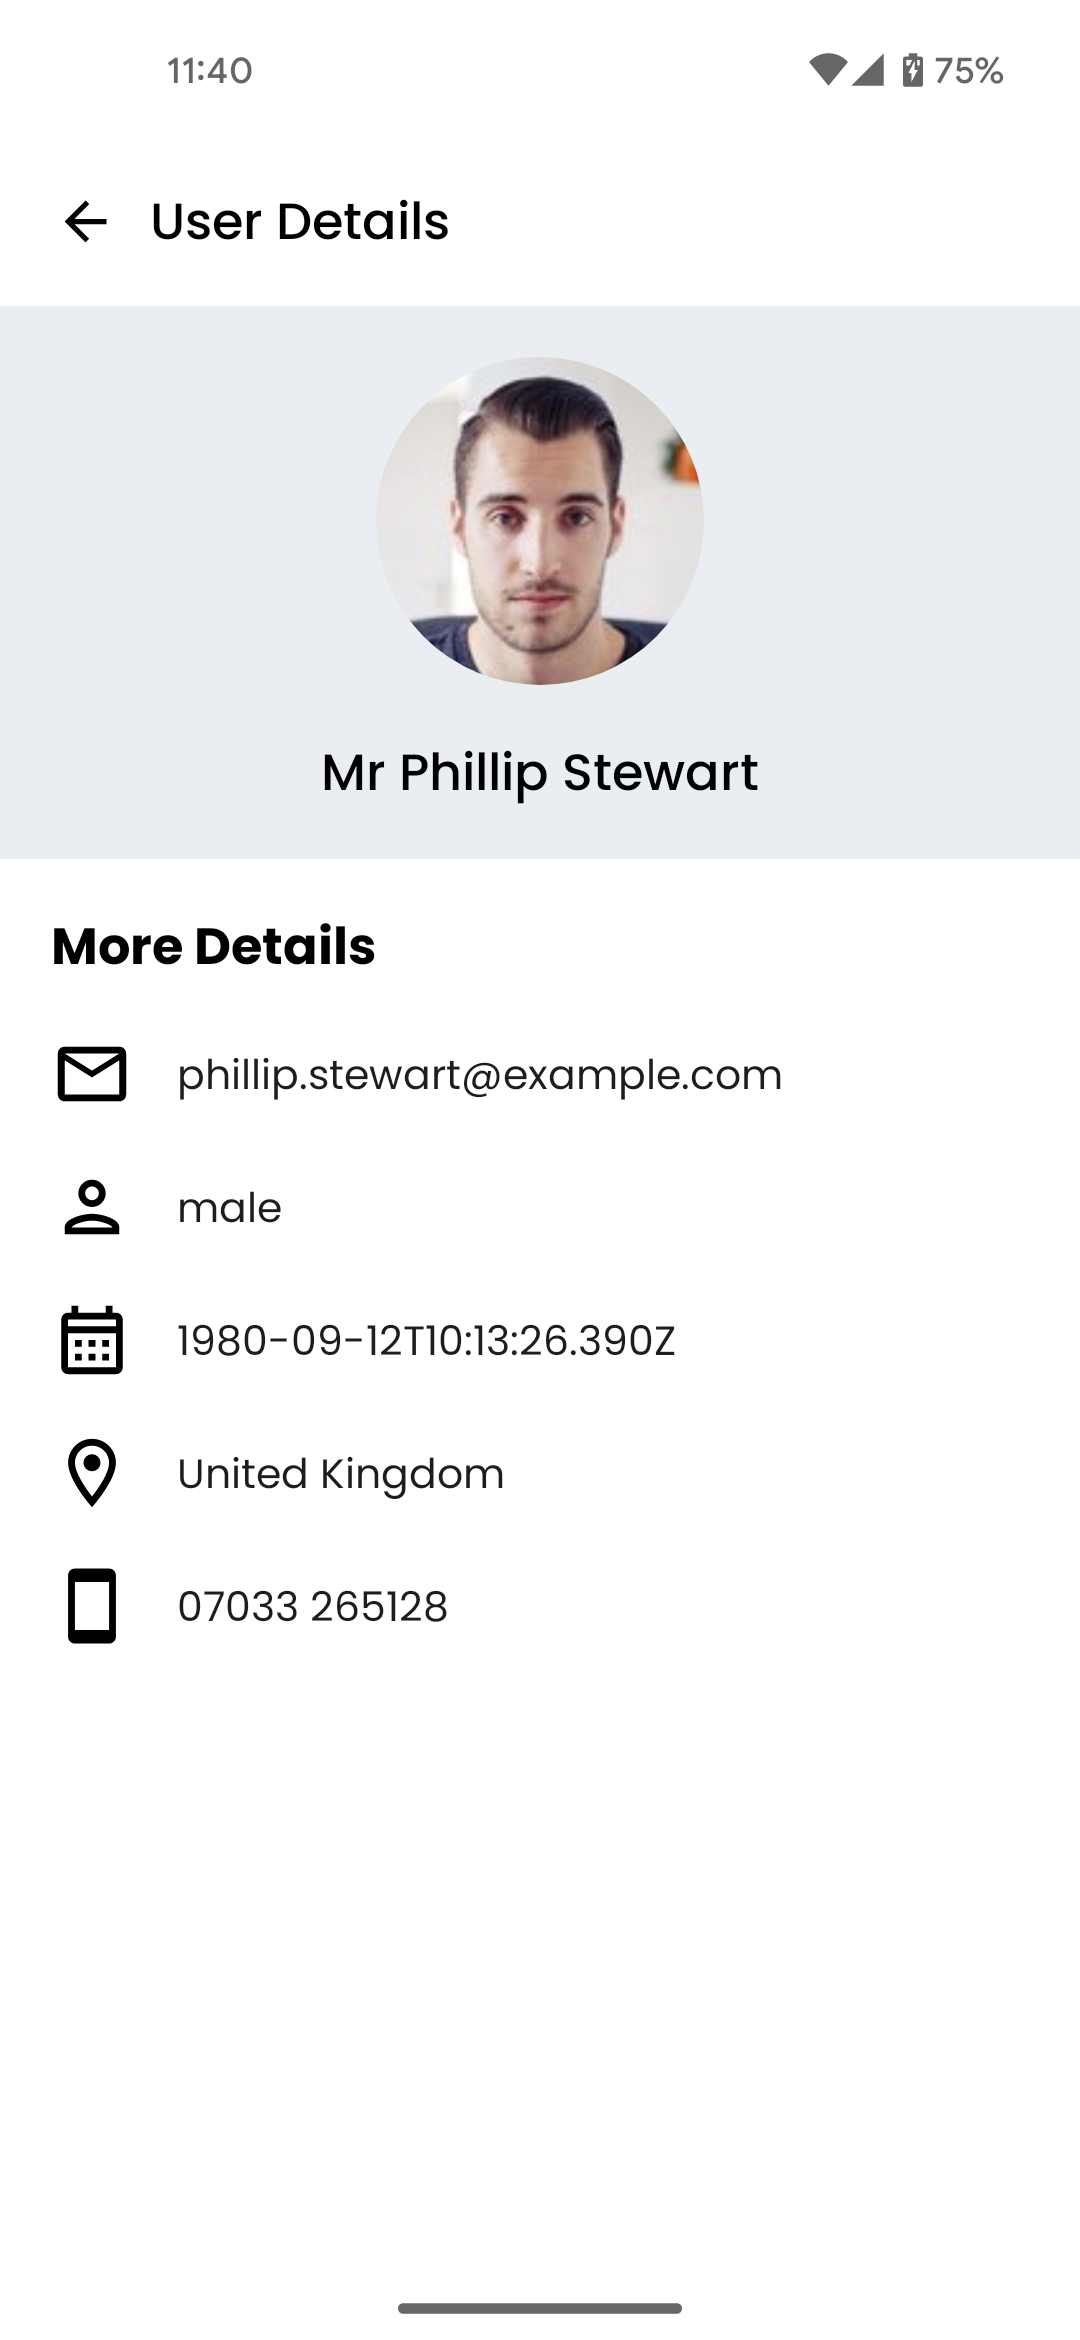 11:40
75%
User Details
Mr Phillip Stewart
More Details
phillip.stewart@example.com
male
1980-09-12T10:13:26.390Z
United Kingdom
07033 265128